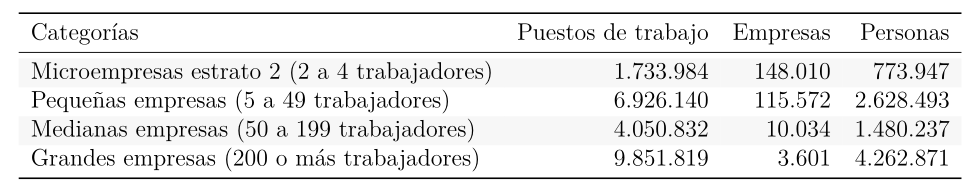 Categorías Puestos de trabajo Empresas Personas
Microempresas estrato 2 (2 a 4 trabajadores) 1.733.984 148.010 773.947
Pequeñas empresas (5 a 49 trabajadores) 6.926.140 115.572 2.628.493
Medianas empresas (50 a 199 trabajadores) 4.050.832 10.034 1.480.237
Grandes empresas (200 o más trabajadores) 9.851.819 3.601 4.262.871